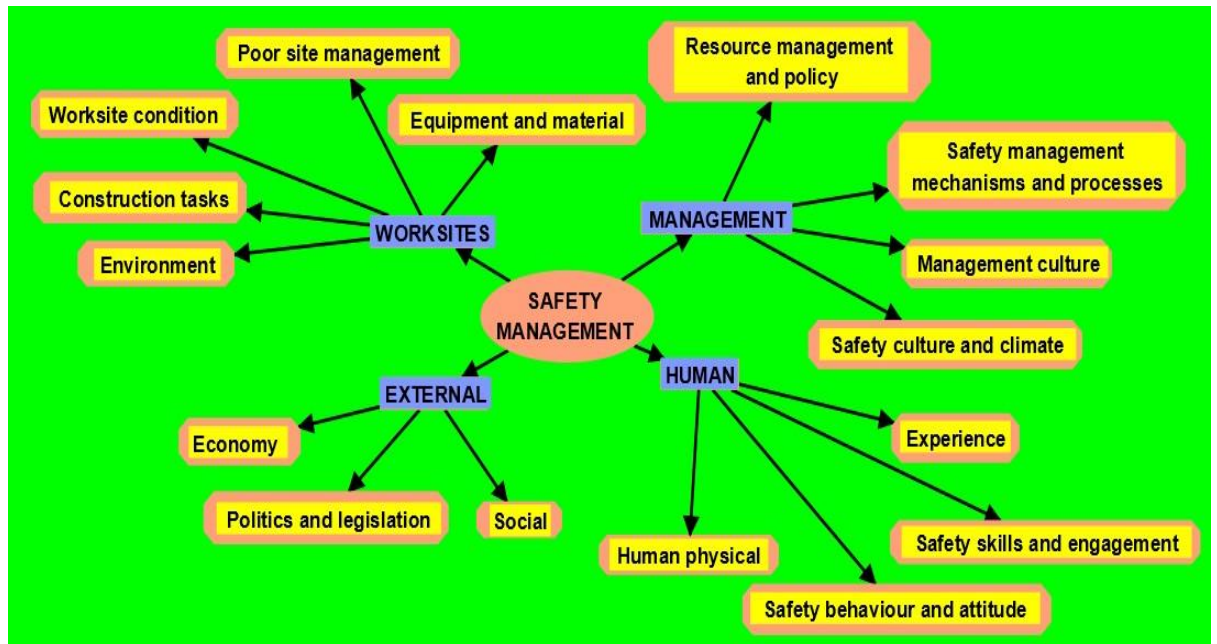 Poor site management
Worksite condition
Equipment and material
Construction tasks
Environment
WORKSITES
Resource management
and policy
Safety management
mechanisms and processes
MANAGEMENT
Management culture
Safety culture and climate
SAFETY
MANAGEMENT
EXTERNAL
Economy
Politics and legislation
Social
HUMAN
Experience
Safety skills and engagement
Human physical
Safety behaviour and attitude